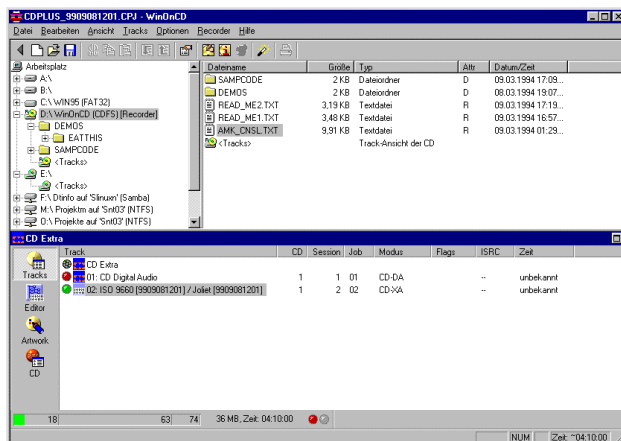 CDPLUS_9909081201.CPJ - WinOnCD
Datei Bearbeiten Ansicht Tracks Optionen Recorder Hilfe
Arbeitsplatz
A:\
B:\
C:\ WIN95 (FAT32)
D:\ WinOnCD (CDFS) [Recorder]
DEMOS
EATTHIS
SAMPCODE
<Tracks>
E:\
<Tracks>
F:\ Dtinfo auf 'Slinuxn' (Samba)
M:\ Projektm auf 'Snt03' (NTFS)
O:\ Projekte auf 'Snt03' (NTFS)
Dateiname Größe Typ Attr Datum/Zeit
SAMPCODE 2 KB Dateiordner D 09.03.1994 17:09...
DEMOS 2 KB Dateiordner D 08.03.1994 19:07...
READ_ME2.TXT 3,19 KB Textdatei R 09.03.1994 17:19...
READ_ME1.TXT 3,48 KB Textdatei R 09.03.1994 16:57...
AMK_CNSL.TXT 9,91 KB Textdatei R 09.03.1994 01:29...
<Tracks> Track-Ansicht der CD
CD Extra
Tracks
Editor
Artwork
CD
Track CD Session Job Modus Flags ISRC Zeit
CD Extra
01: CD Digital Audio 1 1 01 CD-DA -- unbekannt
02: ISO 9660 [9909081201] / Joliet [9909081201] 1 2 02 CD-XA -- unbekannt
18 63 74 36 MB, Zeit: 04:10:00
NUM Zeit: ~04:10:00